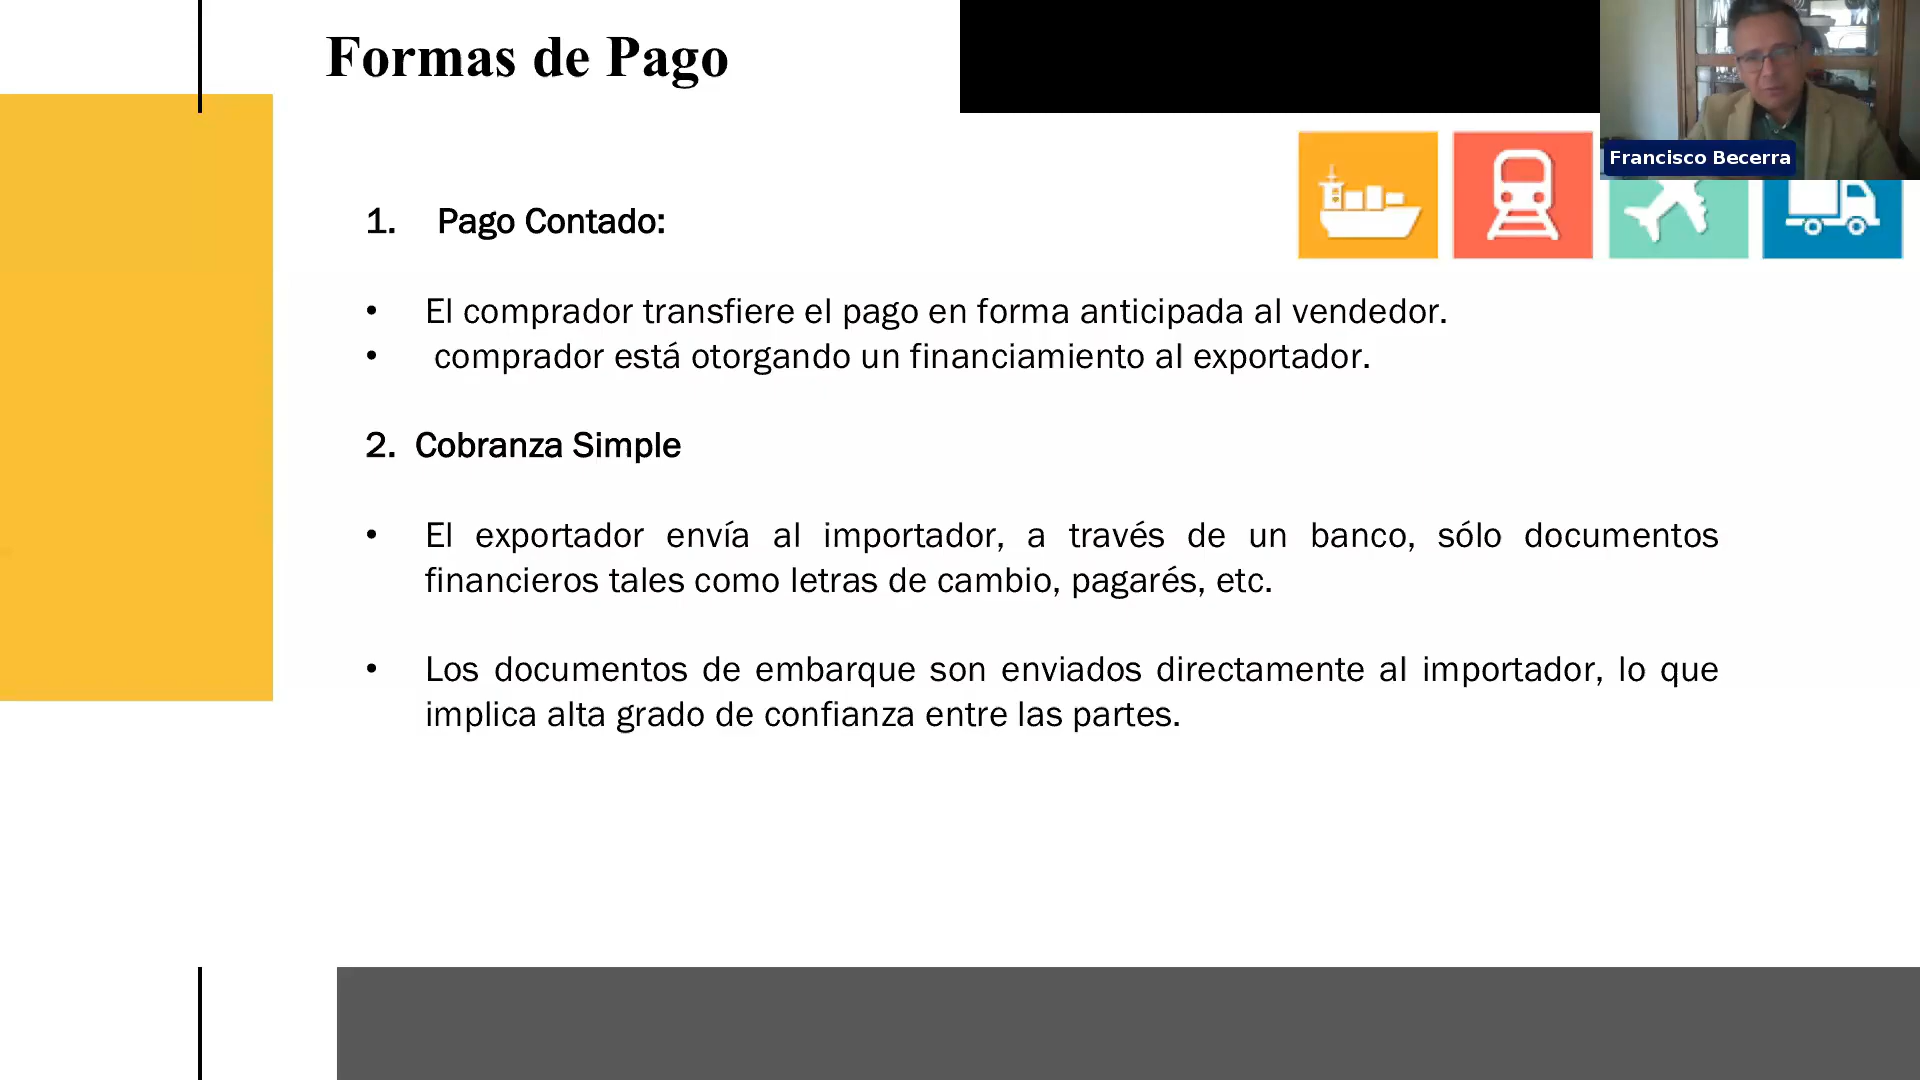 Formas de Pago
Francisco Becerra
1. Pago Contado:
• El comprador transfiere el pago en forma anticipada al vendedor.
• comprador está otorgando un financiamiento al exportador.
2. Cobranza Simple
• El exportador envía al importador, a través de un banco, sólo documentos
financieros tales como letras de cambio, pagarés, etc.
• Los documentos de embarque son enviados directamente al importador, lo que
implica alta grado de confianza entre las partes.